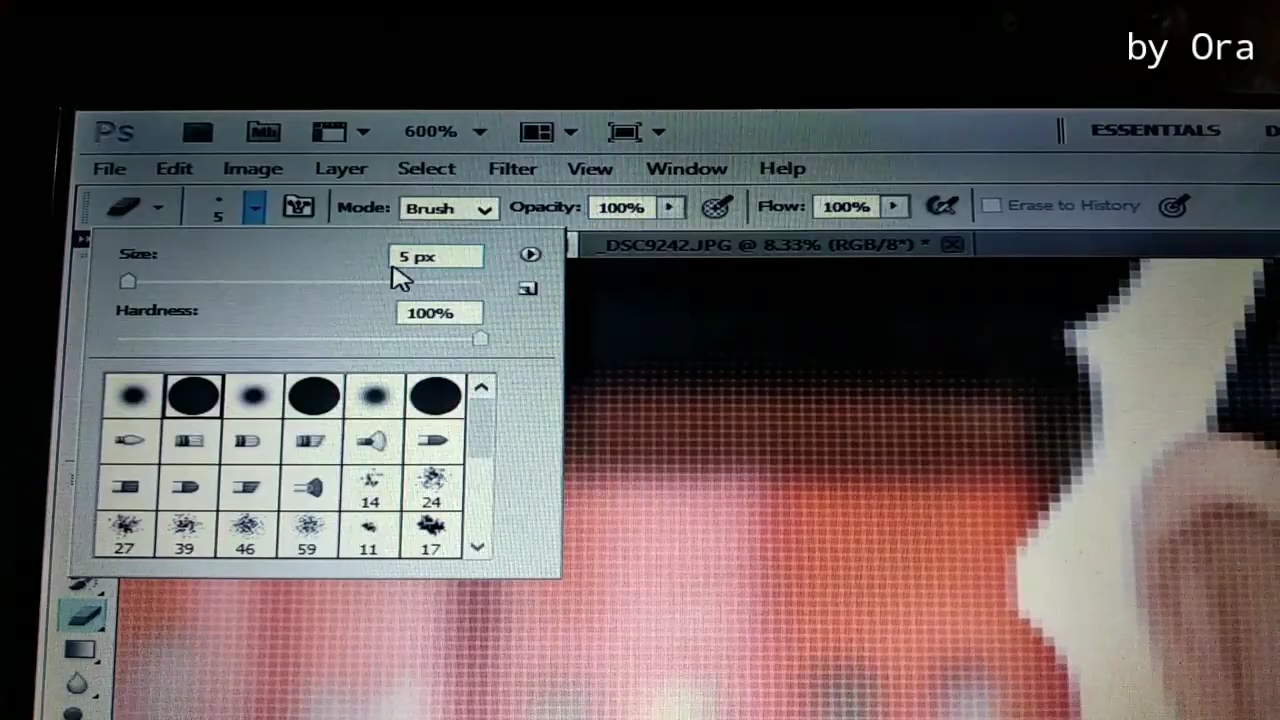 by Ora
Ps Mb 600% ESSENTIALS D
File Edit Image Layer Select Filter View Window Help
5 Mode: Brush Opacity: 100% Flow: 100% Erase to History
Size: 5 px
_DSC9242.JPG @ 8.33% (RGB/8*) *
Hardness: 100%
14 24
27 39 46 59 11 17